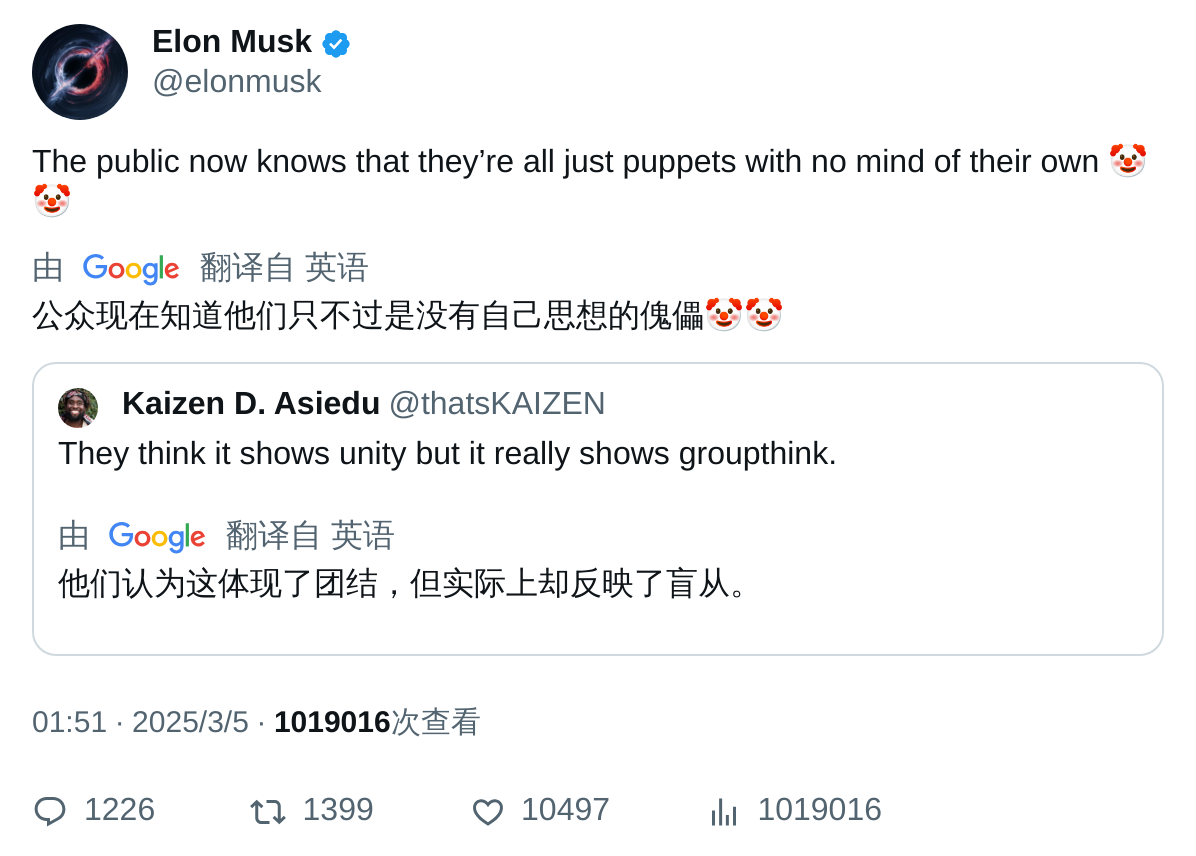 Elon Musk
@elonmusk
The public now knows that they’re all just puppets with no mind of their own 🤡
🤡
由 Google 翻译自 英语
公众现在知道他们只不过是没有自己思想的傀儡🤡🤡
Kaizen D. Asiedu @thatsKAIZEN
They think it shows unity but it really shows groupthink.
由 Google 翻译自 英语
他们认为这体现了团结，但实际上却反映了盲从。
01:51 · 2025/3/5 · 1019016次查看
1226 1399 10497 1019016